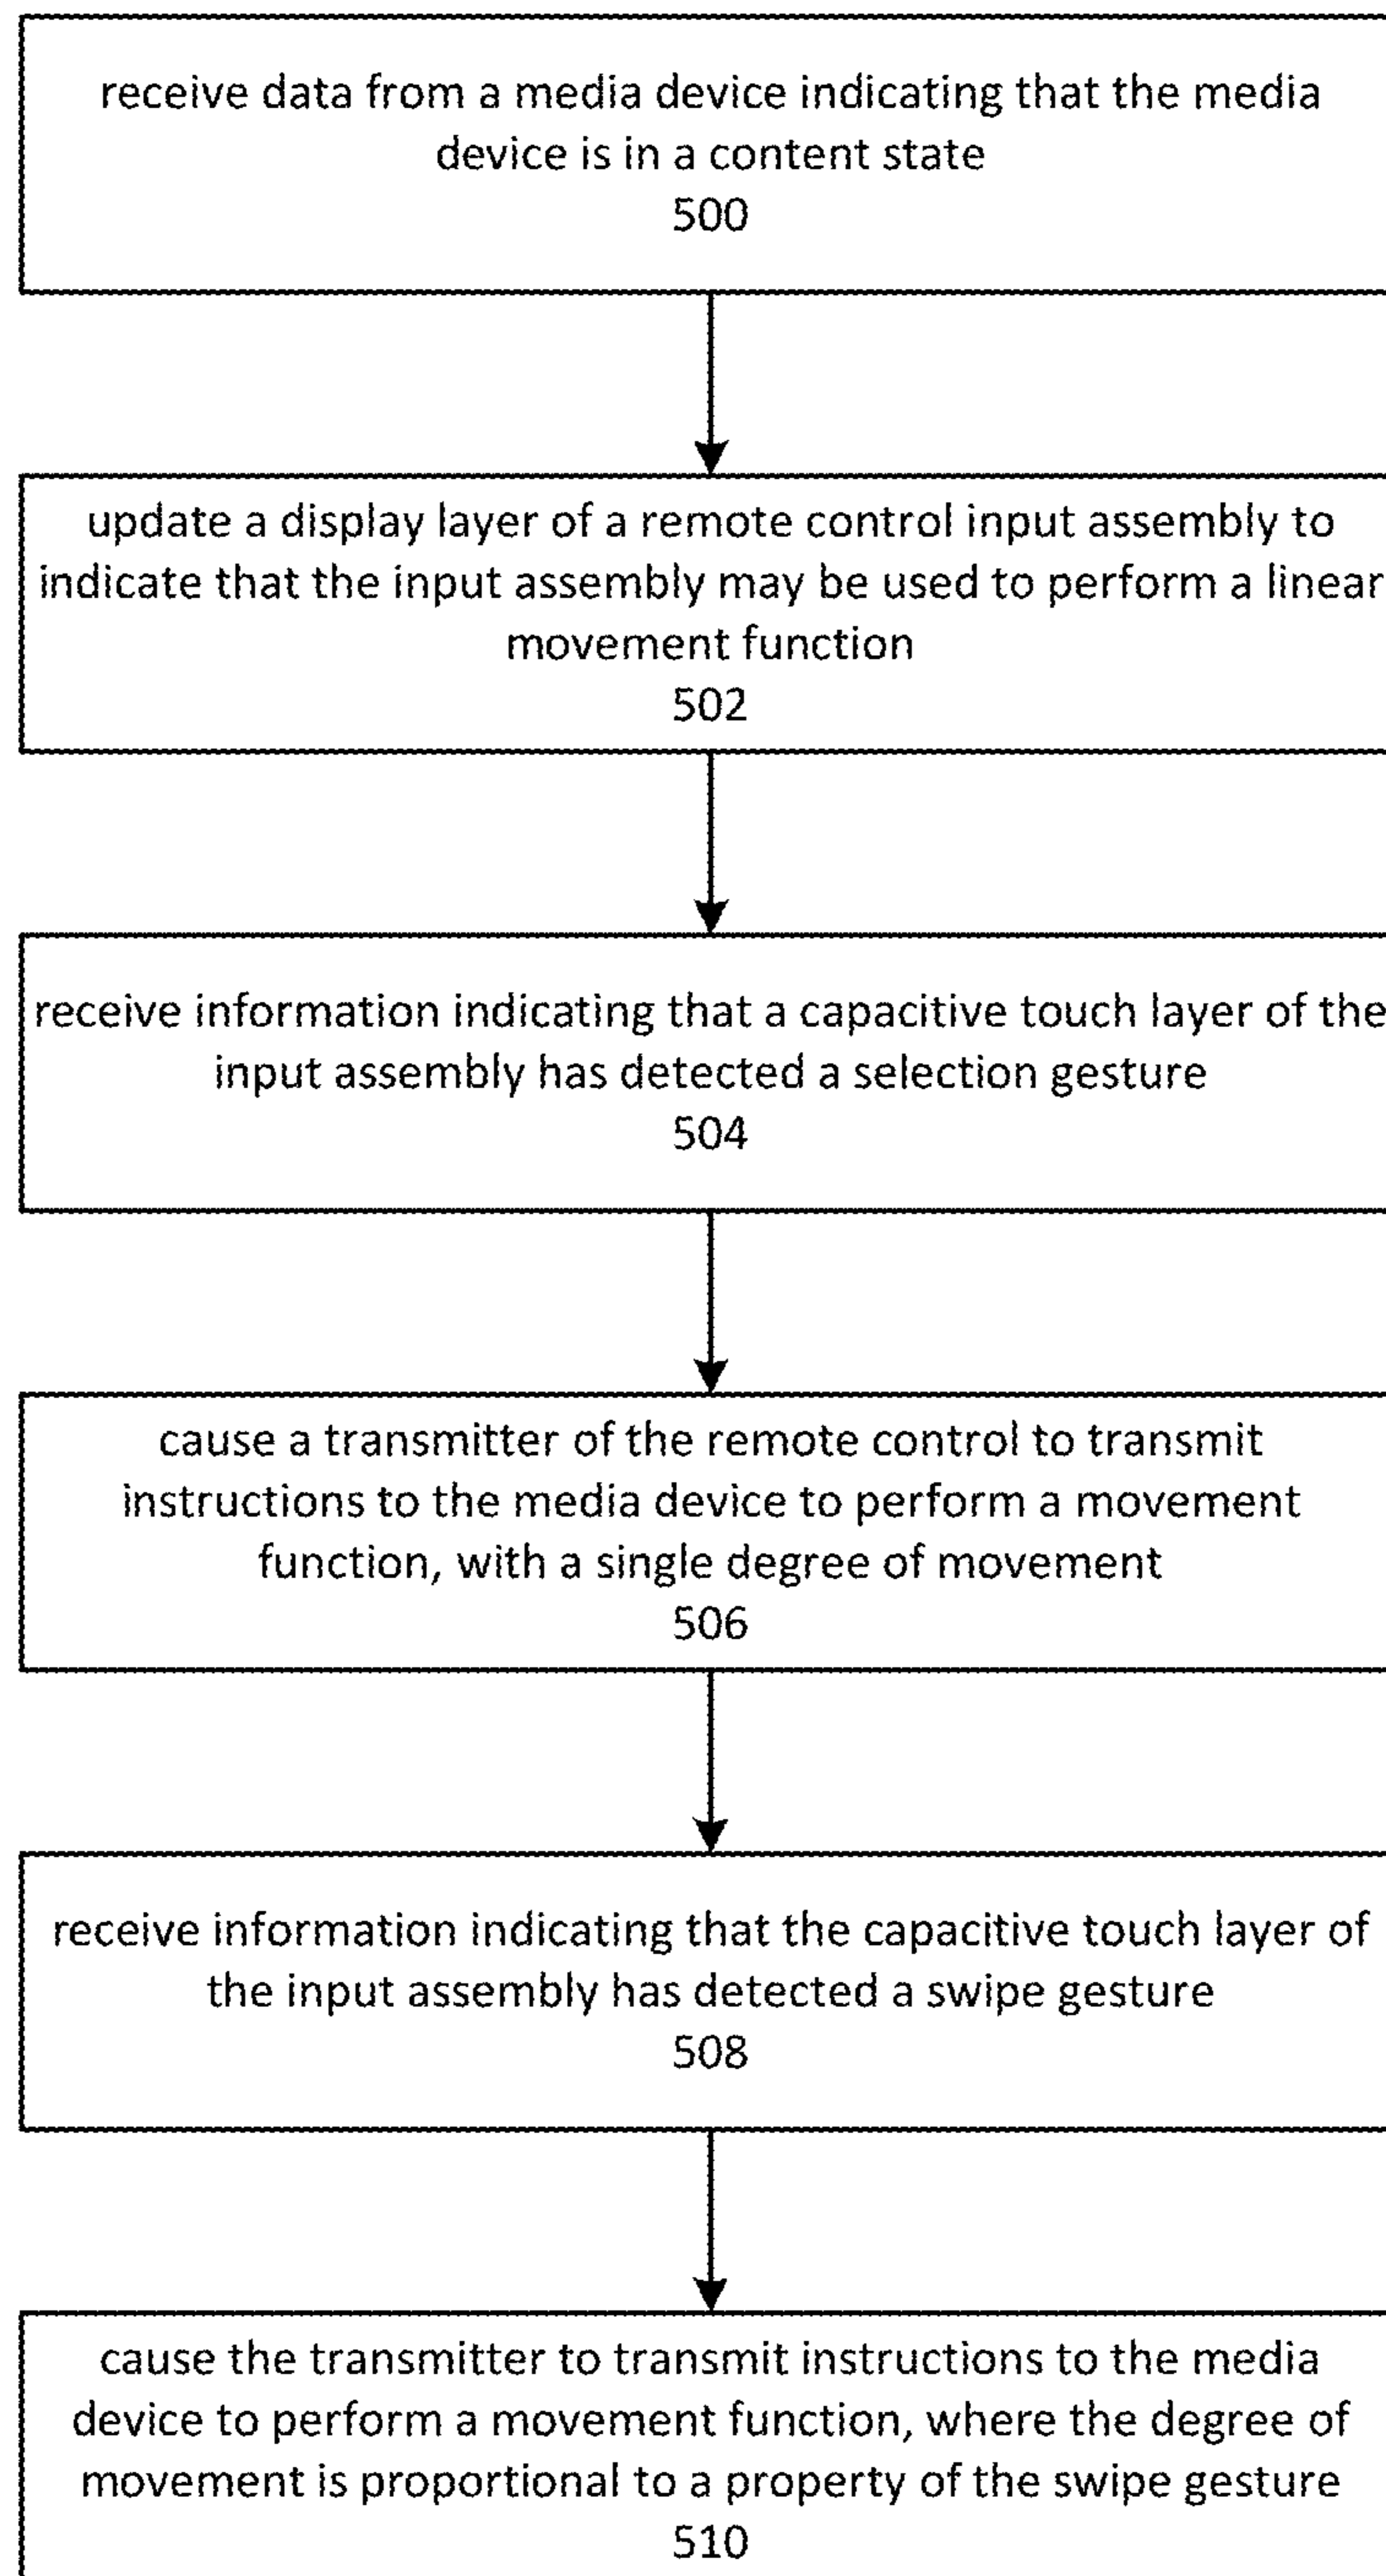 receive data from a media device indicating that the media
device is in a content state
500
update a display layer of a remote control input assembly to
indicate that the input assembly may be used to perform a linear
movement function
502
receive information indicating that a capacitive touch layer of the
input assembly has detected a selection gesture
504
cause a transmitter of the remote control to transmit
instructions to the media device to perform a movement
function, with a single degree of movement
506
receive information indicating that the capacitive touch layer of
the input assembly has detected a swipe gesture
508
cause the transmitter to transmit instructions to the media
device to perform a movement function, where the degree of
movement is proportional to a property of the swipe gesture
510